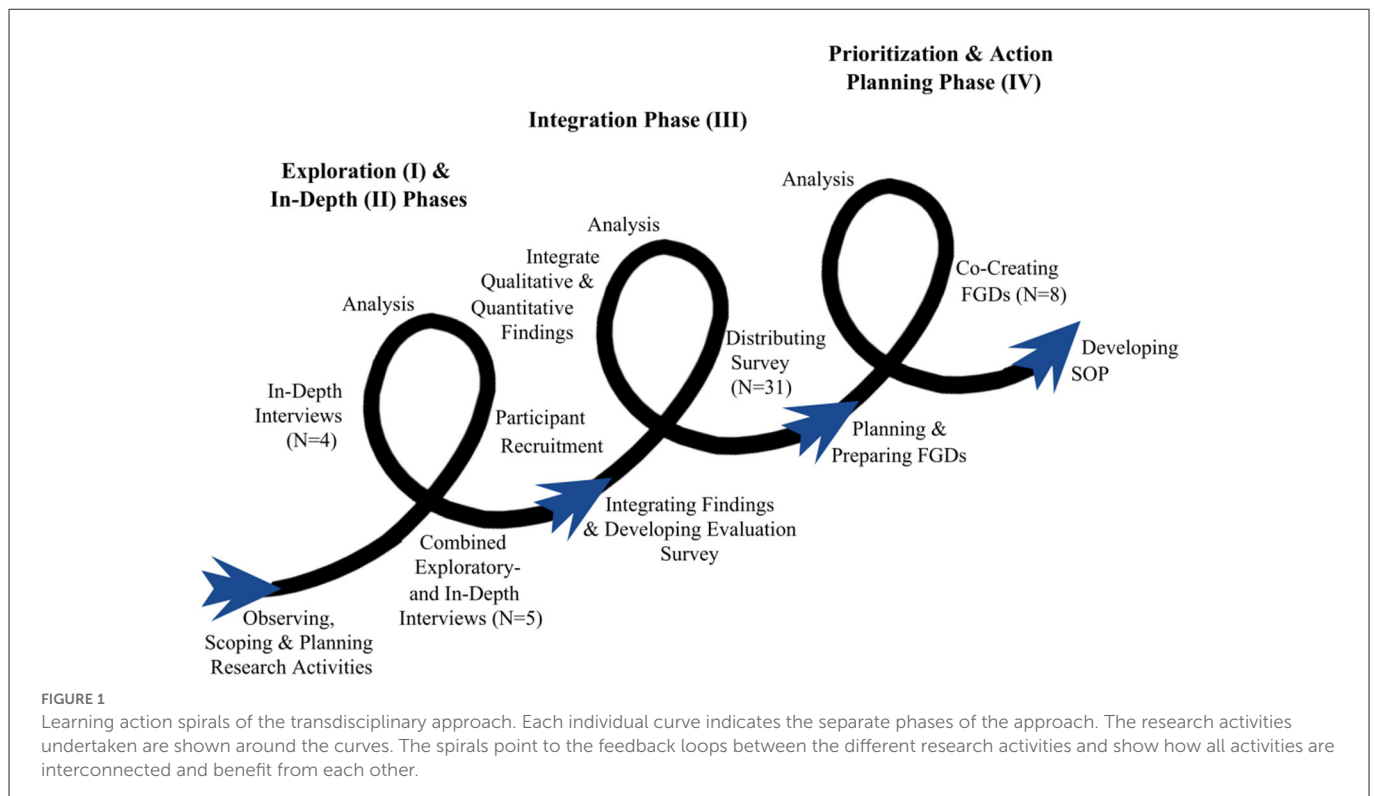 Prioritization & Action
Planning Phase (IV)
Integration Phase (III)
Exploration (I) &
In-Depth (II) Phases
Analysis
In-Depth
Interviews
(N=4)
Participant
Recruitment
Combined
Exploratory-
and In-Depth
Interviews (N=5)
Observing,
Scoping & Planning
Research Activities
Analysis
Integrate
Qualitative &
Quantitative
Findings
Distributing
Survey
(N=31)
Integrating Findings
& Developing Evaluation
Survey
Analysis
Co-Creating
FGDs (N=8)
Planning &
Preparing FGDs
Developing
SOP
FIGURE 1
Learning action spirals of the transdisciplinary approach. Each individual curve indicates the separate phases of the approach. The research activities
undertaken are shown around the curves. The spirals point to the feedback loops between the different research activities and show how all activities are
interconnected and benefit from each other.